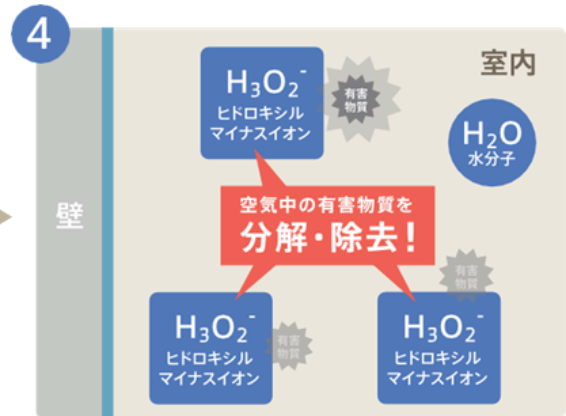 4
室内
H₃O₂⁻
ヒドロキシル
マイナスイオン
有害
物質
H₂O
水分子
壁
空気中の有害物質を
分解・除去！
H₃O₂⁻
ヒドロキシル
マイナスイオン
有害
物質
有害
物質
H₃O₂⁻
ヒドロキシル
マイナスイオン